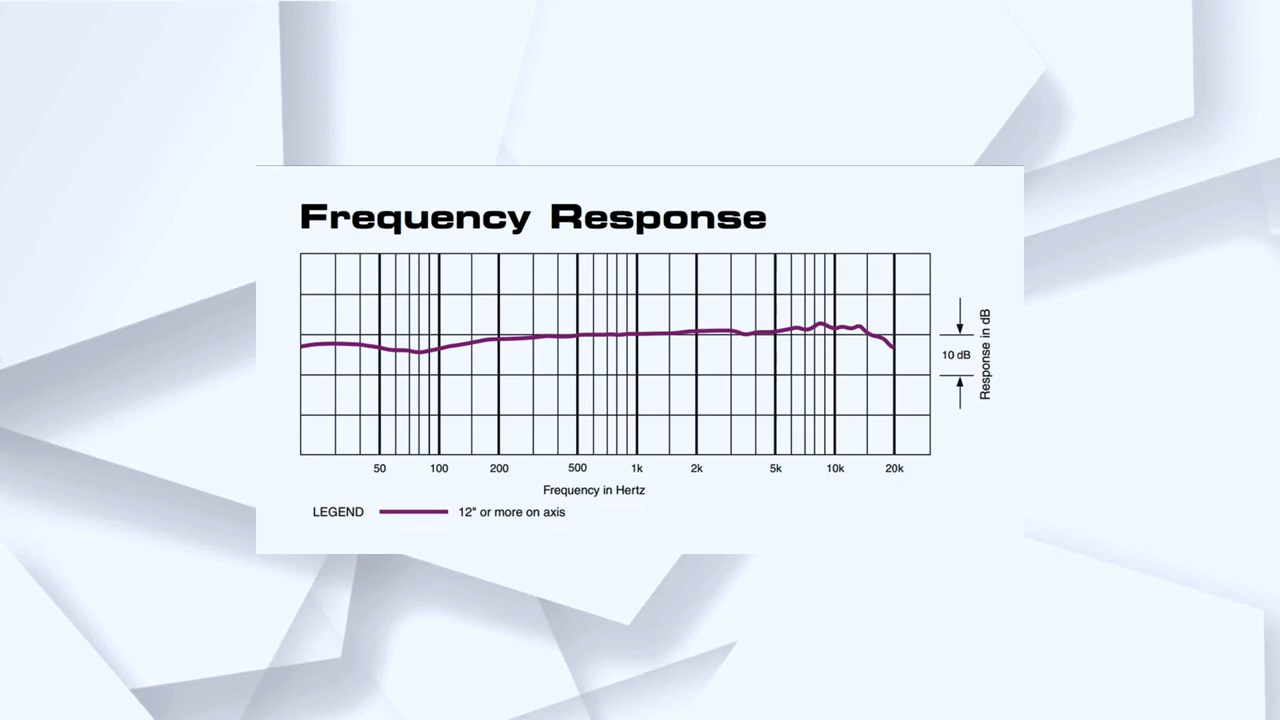 Frequency Response
Response in dB
10 dB
50 100 200 500 1k 2k 5k 10k 20k
Frequency in Hertz
LEGEND 12" or more on axis